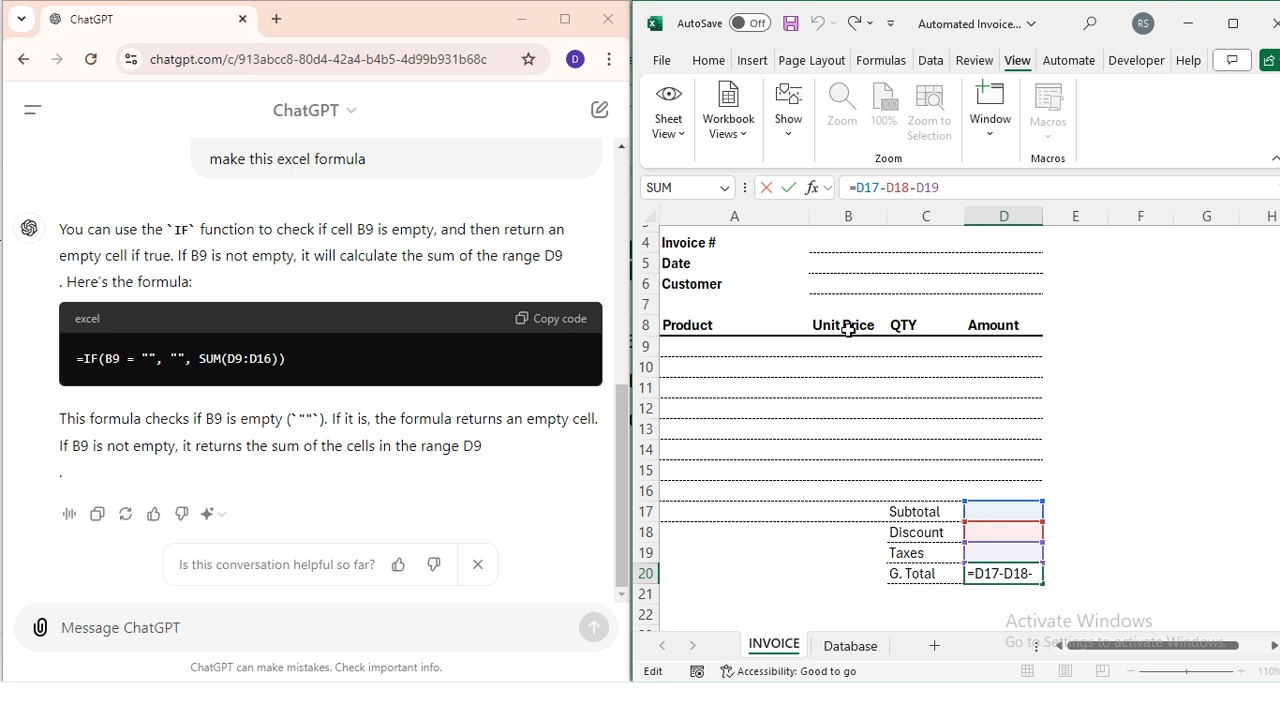 ChatGPT
chatgpt.com/c/913abcc8-80d4-42a4-b4b5-4d99b931b68c
D
ChatGPT
make this excel formula
You can use the `IF` function to check if cell B9 is empty, and then return an
empty cell if true. If B9 is not empty, it will calculate the sum of the range D9
. Here's the formula:
excel
Copy code
=IF(B9 = "", "", SUM(D9:D16))
This formula checks if B9 is empty (`""`). If it is, the formula returns an empty cell.
If B9 is not empty, it returns the sum of the cells in the range D9
.
Is this conversation helpful so far?
Message ChatGPT
ChatGPT can make mistakes. Check important info.
AutoSave Off Automated Invoice... RS
File Home Insert Page Layout Formulas Data Review View Automate Developer Help
Sheet View
Workbook Views
Show
Zoom
100%
Zoom to Selection
Window
Macros
Zoom
Macros
SUM fx =D17-D18-D19
A B C D E F G H
4 Invoice #
5 Date
6 Customer
7
8 Product Unit Price QTY Amount
9
10
11
12
13
14
15
16
17 Subtotal
18 Discount
19 Taxes
20 G. Total =D17-D18-
21
22
Activate Windows
Go to Settings to activate Windows.
INVOICE Database
Edit Accessibility: Good to go 110%